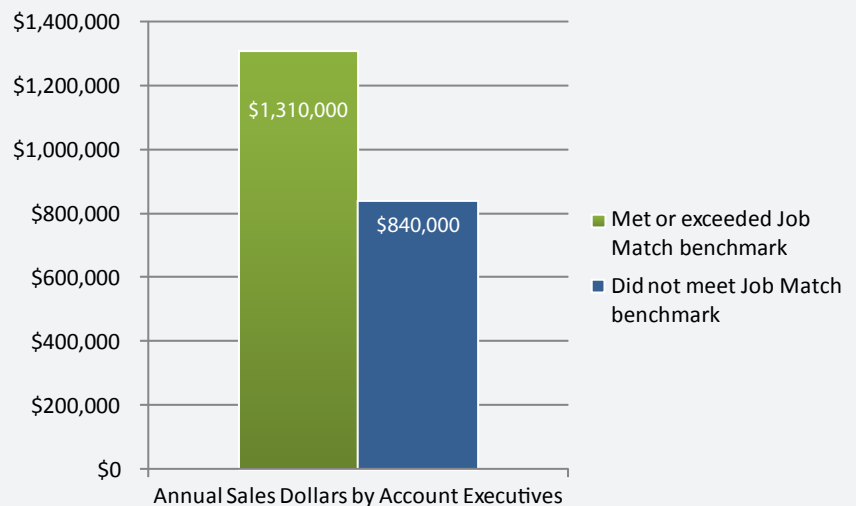 $1,400,000
$1,200,000
$1,000,000
$800,000
$600,000
$400,000
$200,000
$0
$1,310,000
$840,000
Annual Sales Dollars by Account Executives
Met or exceeded Job
Match benchmark
Did not meet Job Match
benchmark